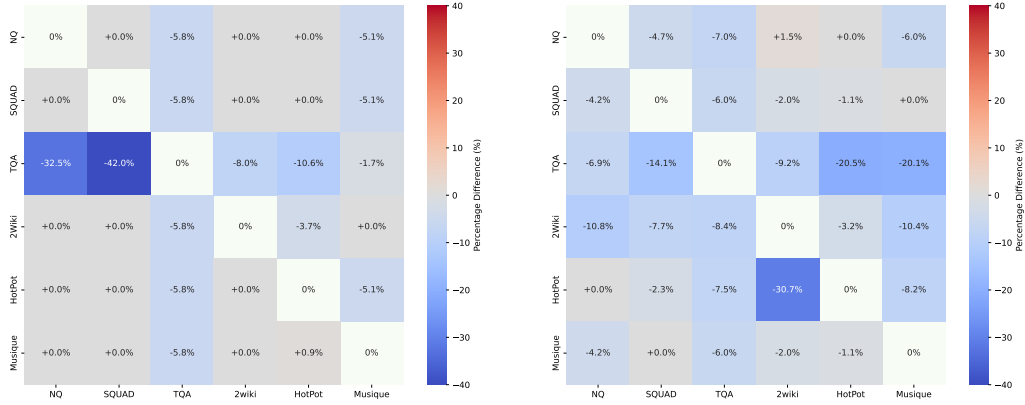 NQ 0% +0.0% -5.8% +0.0% +0.0% -5.1%
SQUAD +0.0% 0% -5.8% +0.0% +0.0% -5.1%
TQA -32.5% -42.0% 0% -8.0% -10.6% -1.7%
2Wiki +0.0% +0.0% -5.8% 0% -3.7% +0.0%
HotPot +0.0% +0.0% -5.8% +0.0% 0% -5.1%
Musique +0.0% +0.0% -5.8% +0.0% +0.9% 0%
NQ SQUAD TQA 2wiki HotPot Musique
40
30
20
10
0
−10
−20
−30
−40
Percentage Difference (%)
NQ 0% -4.7% -7.0% +1.5% +0.0% -6.0%
SQUAD -4.2% 0% -6.0% -2.0% -1.1% +0.0%
TQA -6.9% -14.1% 0% -9.2% -20.5% -20.1%
2Wiki -10.8% -7.7% -8.4% 0% -3.2% -10.4%
HotPot +0.0% -2.3% -7.5% -30.7% 0% -8.2%
Musique -4.2% +0.0% -6.0% -2.0% -1.1% 0%
NQ SQUAD TQA 2wiki HotPot Musique
40
30
20
10
0
−10
−20
−30
−40
Percentage Difference (%)